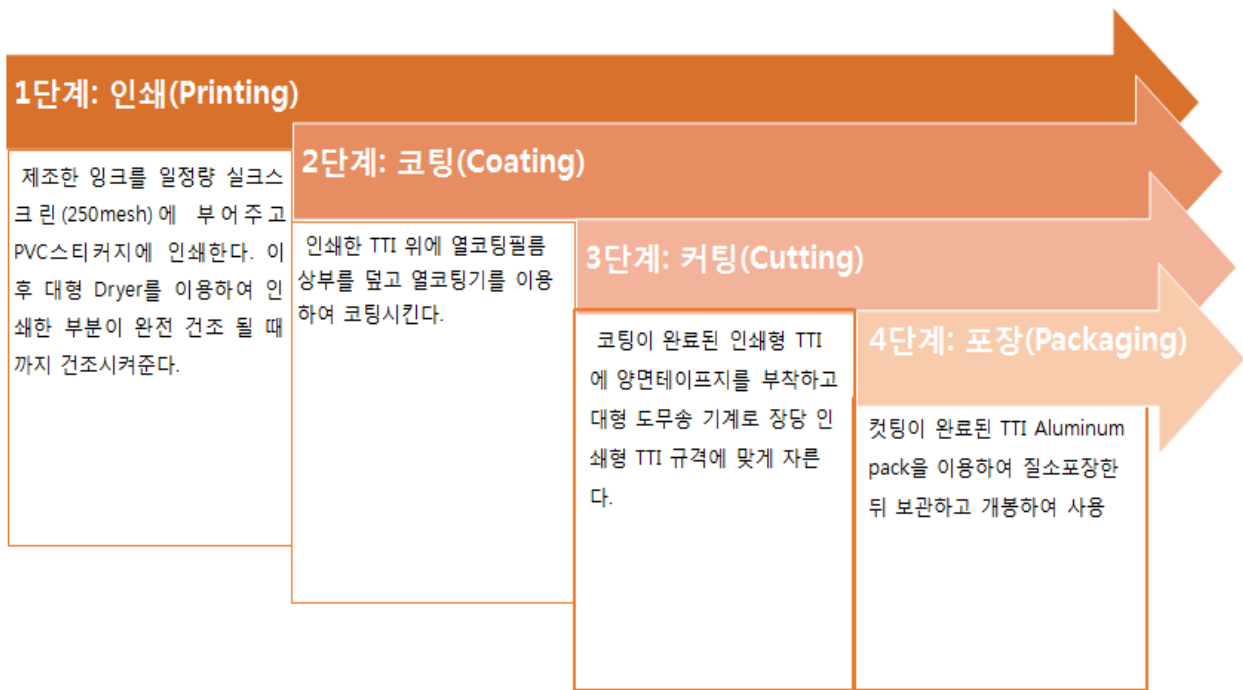 1단계: 인쇄(Printing)
제조한 잉크를 일정량 실크스
크린(250mesh)에 부어주고
PVC스티커지에 인쇄한다. 이
후 대형 Dryer를 이용하여 인
쇄한 부분이 완전 건조 될 때
까지 건조시켜준다.
2단계: 코팅(Coating)
인쇄한 TTI 위에 열코팅필름
상부를 덮고 열코팅기를 이용
하여 코팅시킨다.
3단계: 커팅(Cutting)
코팅이 완료된 인쇄형 TTI
에 양면테이프지를 부착하고
대형 도무송 기계로 장당 인
쇄형 TTI 규격에 맞게 자른
다.
4단계: 포장(Packaging)
컷팅이 완료된 TTI Aluminum
pack을 이용하여 질소포장한
뒤 보관하고 개봉하여 사용